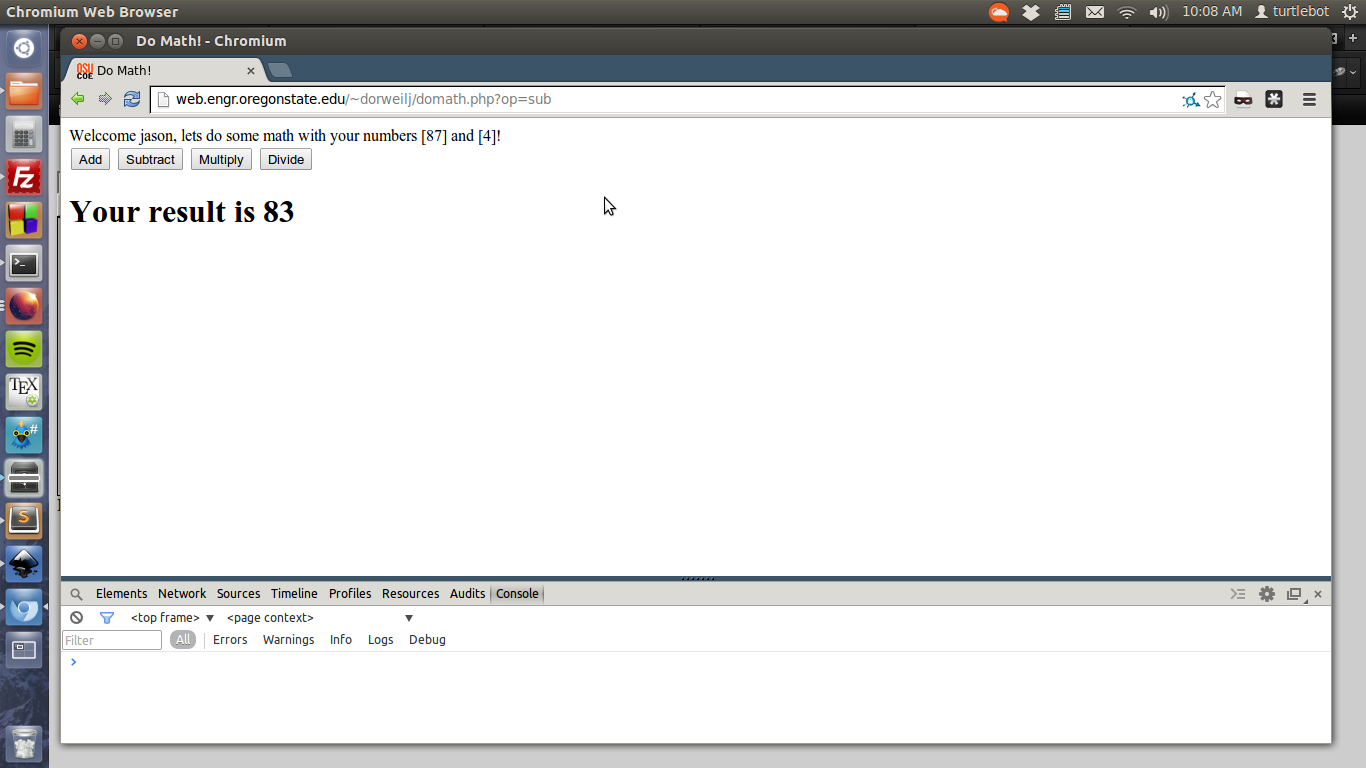 Chromium Web Browser
10:08 AM turtlebot
Do Math! - Chromium
OSU
COE
Do Math!
web.engr.oregonstate.edu/~dorweilj/domath.php?op=sub
Welccome jason, lets do some math with your numbers [87] and [4]!
Add Subtract Multiply Divide
Your result is 83
Fz
TEX
#
S
Elements Network Sources Timeline Profiles Resources Audits Console
<top frame> <page context>
Filter All Errors Warnings Info Logs Debug